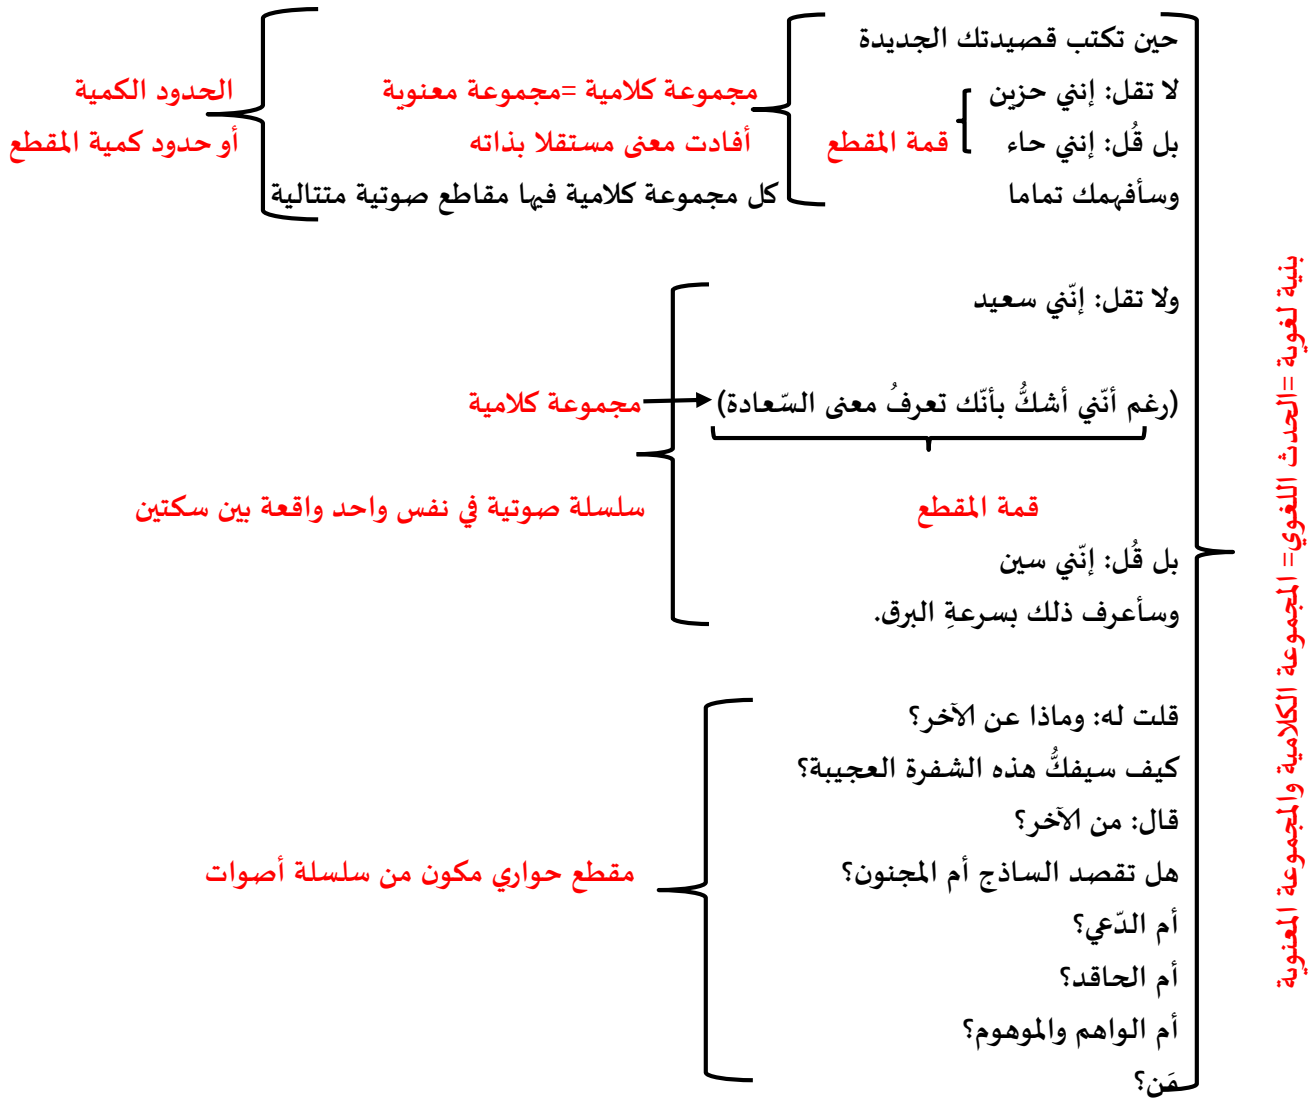 حين تكتب قصيدتك الجديدة
لا تقل: إنني حزين
بل قُل: إنني حاء
وسأفهمك تماما
قمة المقطع
مجموعة كلامية =مجموعة معنوية
أفادت معنى مستقلا بذاته
كل مجموعة كلامية فيها مقاطع صوتية متتالية
الحدود الكمية
أو حدود كمية المقطع
ولا تقل: إنّني سعيد
(رغم أنّني أشكُّ بأنّك تعرفُ معنى السّعادة)
مجموعة كلامية
قمة المقطع
سلسلة صوتية في نفس واحد واقعة بين سكتين
بل قُل: إنّني سين
وسأعرف ذلك بسرعةِ البرق.
قلت له: وماذا عن الآخر؟
كيف سيفكُّ هذه الشفرة العجيبة؟
قال: من الآخر؟
هل تقصد الساذج أم المجنون؟
أم الدّعي؟
أم الحاقد؟
أم الواهم والموهوم؟
مَن؟
مقطع حواري مكون من سلسلة أصوات
بنية لغوية =الحدث اللغوي= المجموعة الكلامية والمجموعة المعنوية